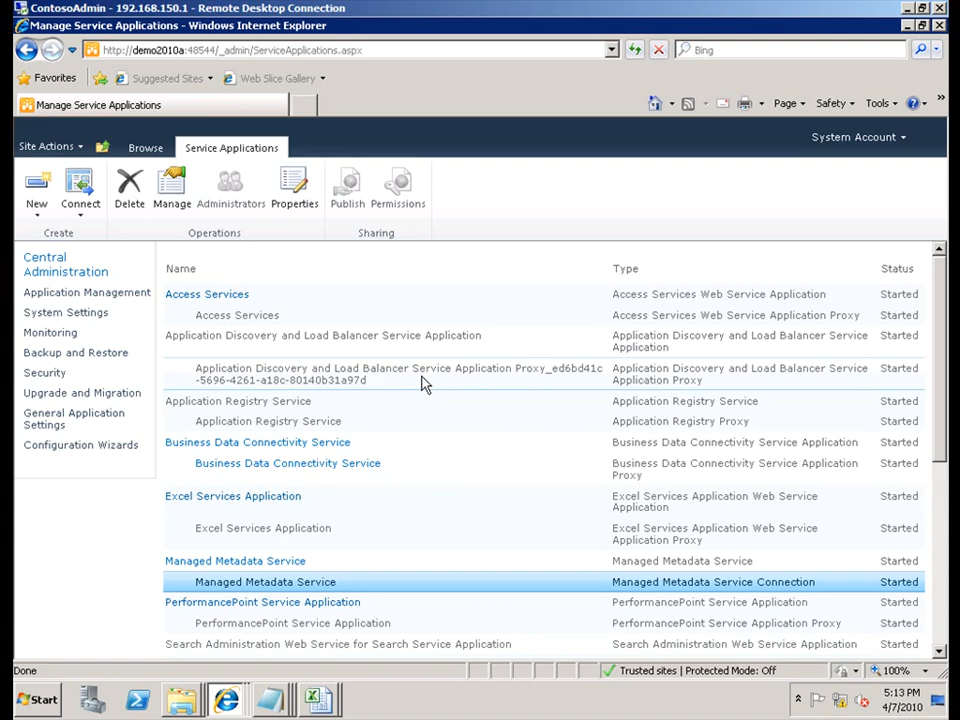 ContosoAdmin - 192.168.150.1 - Remote Desktop Connection
Manage Service Applications - Windows Internet Explorer
http://demo2010a:48544/_admin/ServiceApplications.aspx
Bing
Favorites Suggested Sites Web Slice Gallery
Manage Service Applications
Page Safety Tools
System Account
Site Actions Browse Service Applications
New Connect Delete Manage Administrators Properties Publish Permissions
Create Operations Sharing
Central
Administration
Application Management
System Settings
Monitoring
Backup and Restore
Security
Upgrade and Migration
General Application
Settings
Configuration Wizards
Name Type Status
Access Services Access Services Web Service Application Started
Access Services Access Services Web Service Application Proxy Started
Application Discovery and Load Balancer Service Application Application Discovery and Load Balancer Service Started
Application
Application Discovery and Load Balancer Service Application Proxy_ed6bd41c Application Discovery and Load Balancer Service Started
-5696-4261-a18c-80140b31a97d Application Proxy
Application Registry Service Application Registry Service Started
Application Registry Service Application Registry Proxy Started
Business Data Connectivity Service Business Data Connectivity Service Application Started
Business Data Connectivity Service Business Data Connectivity Service Application Started
Proxy
Excel Services Application Excel Services Application Web Service Started
Application
Excel Services Application Excel Services Application Web Service Started
Application Proxy
Managed Metadata Service Managed Metadata Service Started
Managed Metadata Service Managed Metadata Service Connection Started
PerformancePoint Service Application PerformancePoint Service Application Started
PerformancePoint Service Application PerformancePoint Service Application Proxy Started
Search Administration Web Service for Search Service Application Search Administration Web Service Application Started
Done Trusted sites | Protected Mode: Off 100%
Start 5:13 PM
4/7/2010